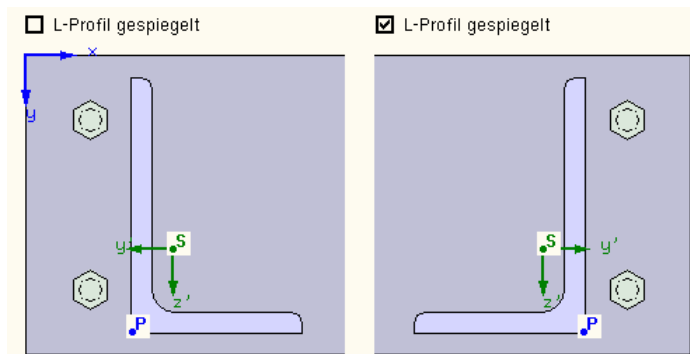 L-Profil gespiegelt
L-Profil gespiegelt
x
y
S
S
y'
y'
z'
z'
P
P